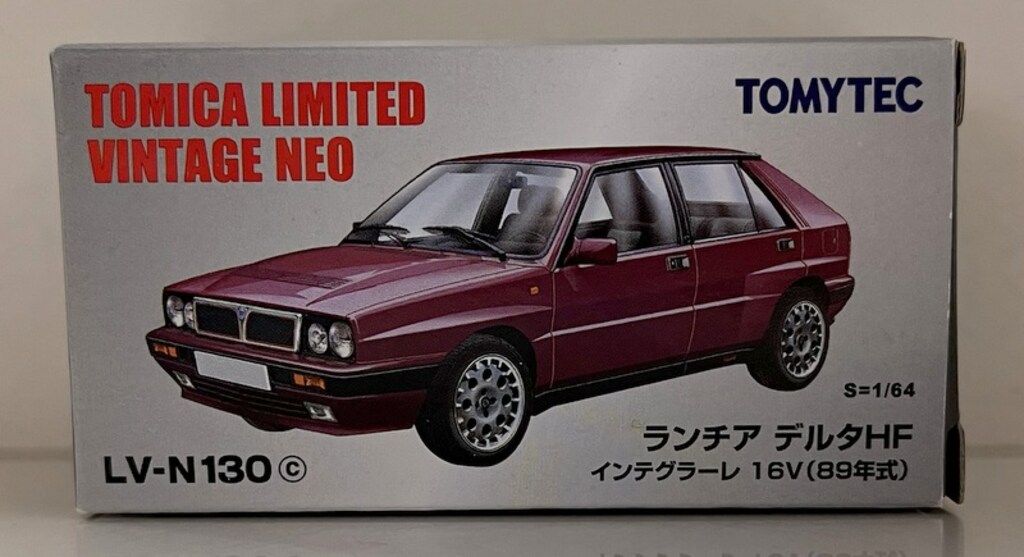 TOMICA LIMITED
VINTAGE NEO
TOMYTEC
S=1/64
ランチア デルタHF
インテグラーレ 16V(89年式)
LV-N130ⓒ